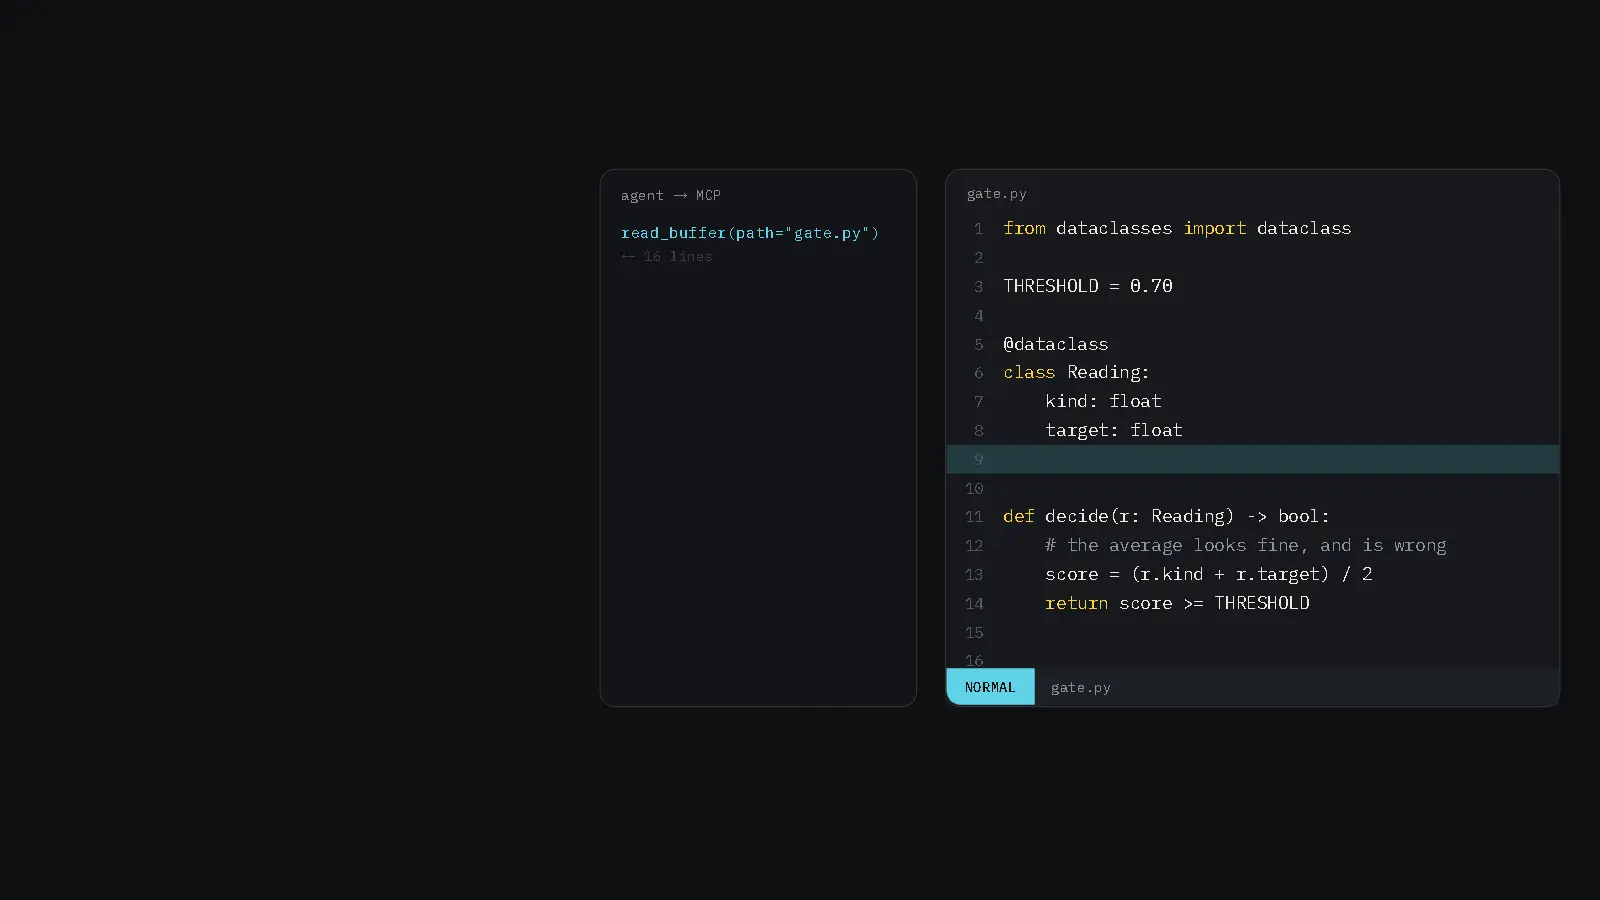 agent → MCP
read_buffer(path="gate.py")
← 16 lines
gate.py
1 from dataclasses import dataclass
2
3 THRESHOLD = 0.70
4
5 @dataclass
6 class Reading:
7     kind: float
8     target: float
9
10
11 def decide(r: Reading) -> bool:
12     # the average looks fine, and is wrong
13     score = (r.kind + r.target) / 2
14     return score >= THRESHOLD
15
16
NORMAL gate.py